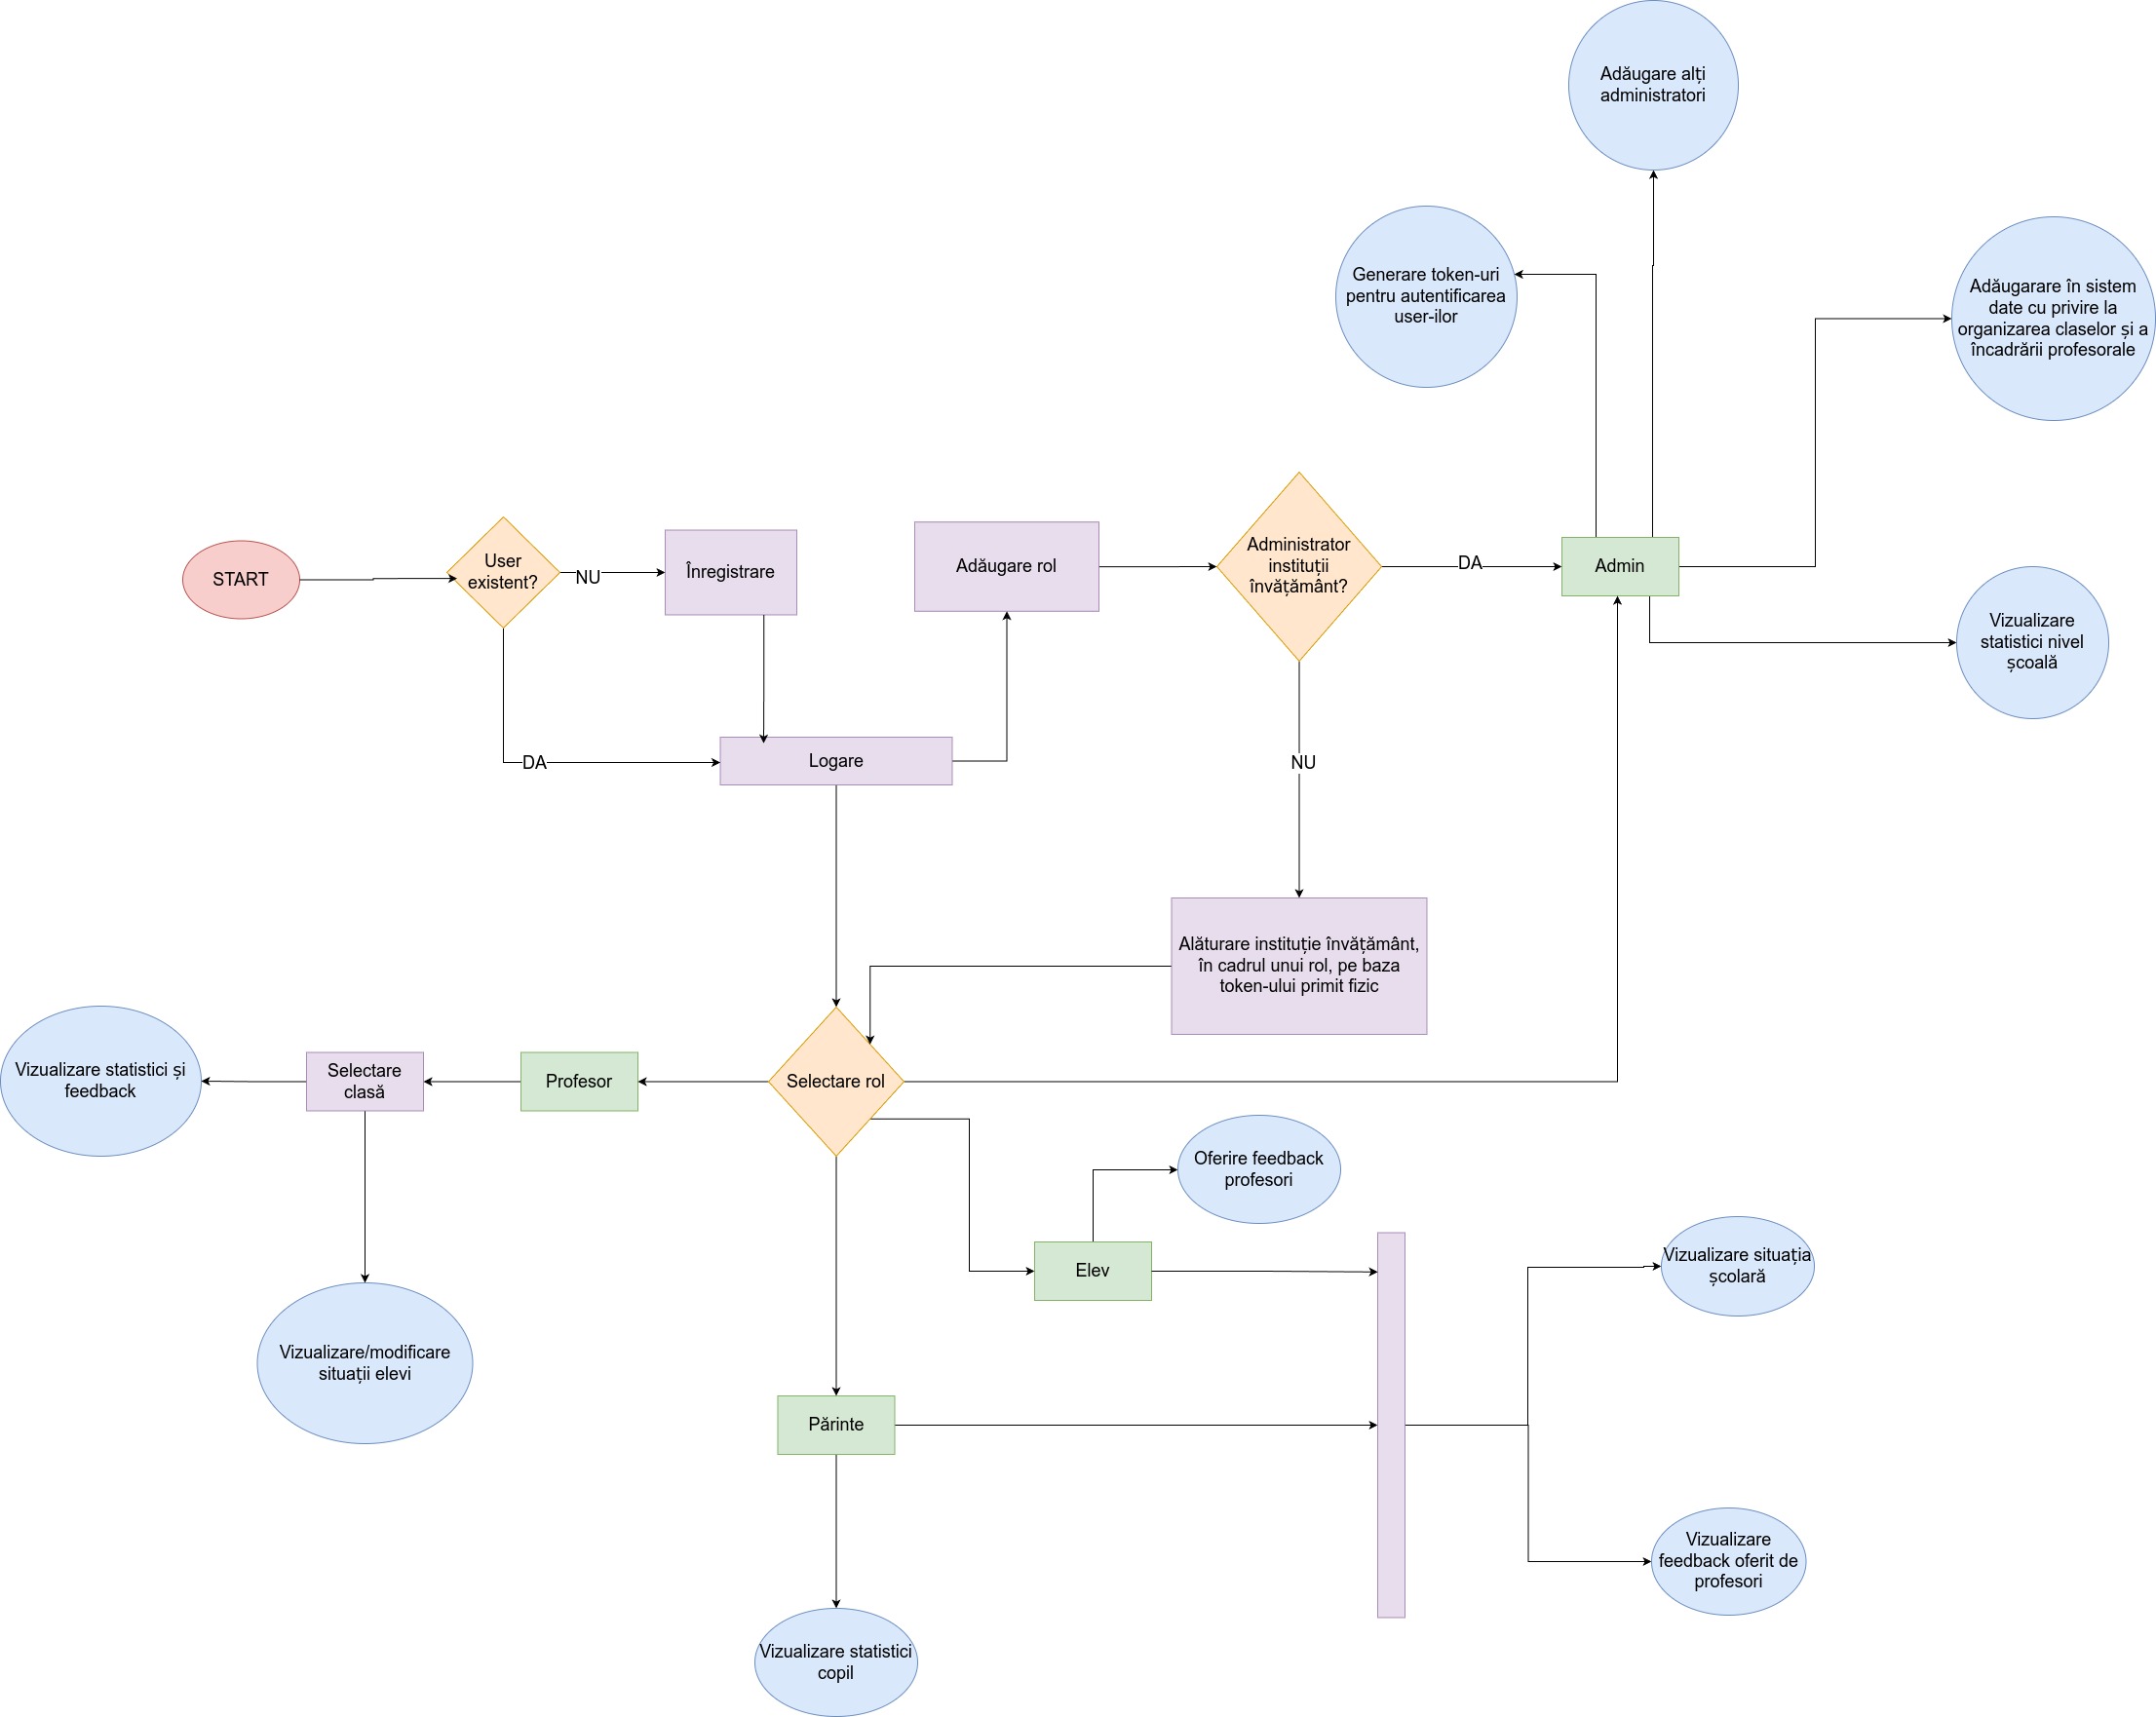 Adăugare alți
administratori
Generare token-uri
pentru autentificarea
user-ilor
Adăugarare în sistem
date cu privire la
organizarea claselor și a
încadrării profesorale
START
User
existent?
NU
Înregistrare
Adăugare rol
Administrator
instituții
învățământ?
DA
Admin
Vizualizare
statistici nivel
școală
DA
Logare
NU
Alăturare instituție învățământ,
în cadrul unui rol, pe baza
token-ului primit fizic
Vizualizare statistici și
feedback
Selectare
clasă
Profesor
Selectare rol
Oferire feedback
profesori
Elev
Vizualizare situația
școlară
Vizualizare/modificare
situații elevi
Părinte
Vizualizare
feedback oferit de
profesori
Vizualizare statistici
copil